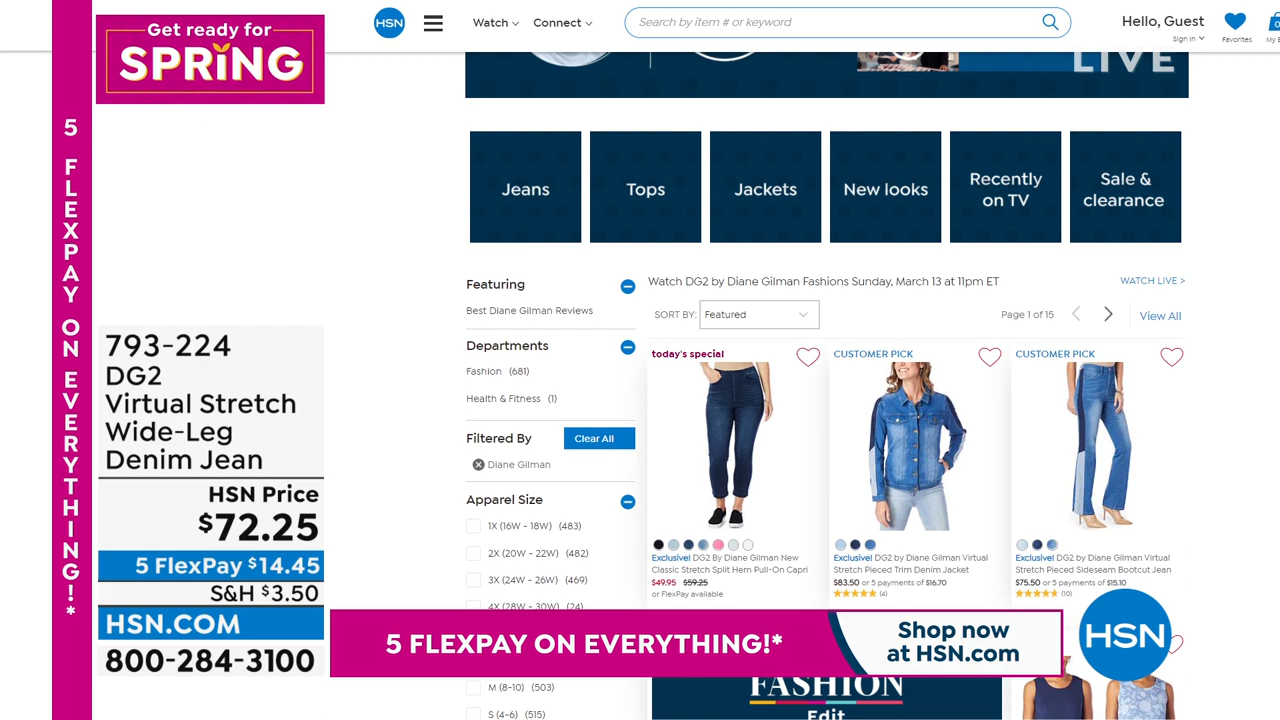 Get ready for
SPRING
5 FLEXPAY ON EVERYTHING!*
793-224
DG2
Virtual Stretch
Wide-Leg
Denim Jean
HSN Price
$72.25
5 FlexPay $14.45
S&H $3.50
HSN.COM
800-284-3100
HSN
Watch
Connect
Search by item # or keyword
Hello, Guest
Sign In
Favorites
0
LIVE
Jeans
Tops
Jackets
New looks
Recently
on TV
Sale &
clearance
Featuring
Best Diane Gilman Reviews
Departments
Fashion (681)
Health & Fitness (1)
Filtered By
Clear All
Diane Gilman
Apparel Size
1X (16W - 18W) (483)
2X (20W - 22W) (482)
3X (24W - 26W) (469)
4X (28W - 30W) (24)
M (8-10) (503)
S (4-6) (515)
Watch DG2 by Diane Gilman Fashions Sunday, March 13 at 11pm ET
WATCH LIVE >
SORT BY: Featured
Page 1 of 15
View All
today's special
Exclusive! DG2 By Diane Gilman New
Classic Stretch Split Hem Pull-On Capri
$49.95 $59.25
or FlexPay available
CUSTOMER PICK
Exclusive! DG2 by Diane Gilman Virtual
Stretch Pieced Trim Denim Jacket
$83.50 or 5 payments of $16.70
(4)
CUSTOMER PICK
Exclusive! DG2 by Diane Gilman Virtual
Stretch Pieced Sideseam Bootcut Jean
$75.50 or 5 payments of $15.10
(10)
5 FLEXPAY ON EVERYTHING!*
Shop now
at HSN.com
HSN
FASHION
Edit